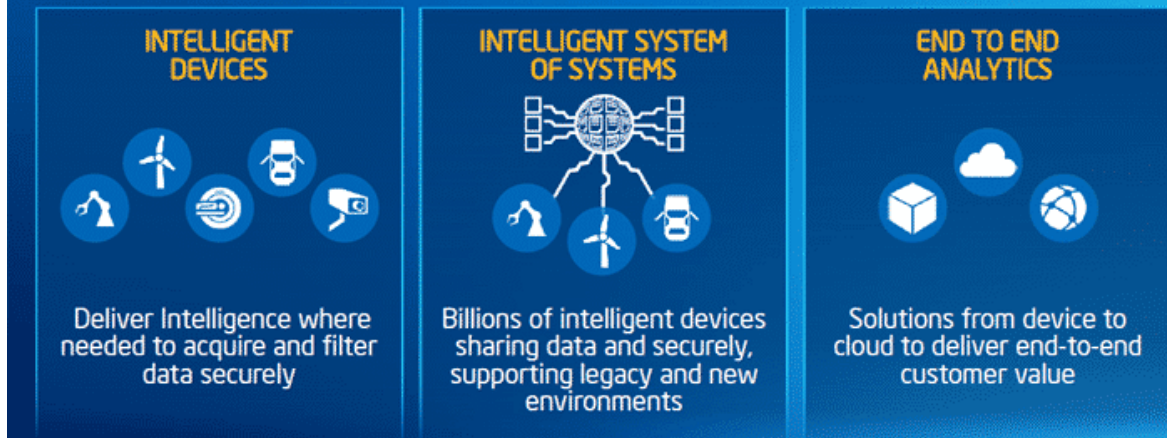 INTELLIGENT
DEVICES
Deliver Intelligence where
needed to acquire and filter
data securely
INTELLIGENT SYSTEM
OF SYSTEMS
Billions of intelligent devices
sharing data and securely,
supporting legacy and new
environments
END TO END
ANALYTICS
Solutions from device to
cloud to deliver end-to-end
customer value